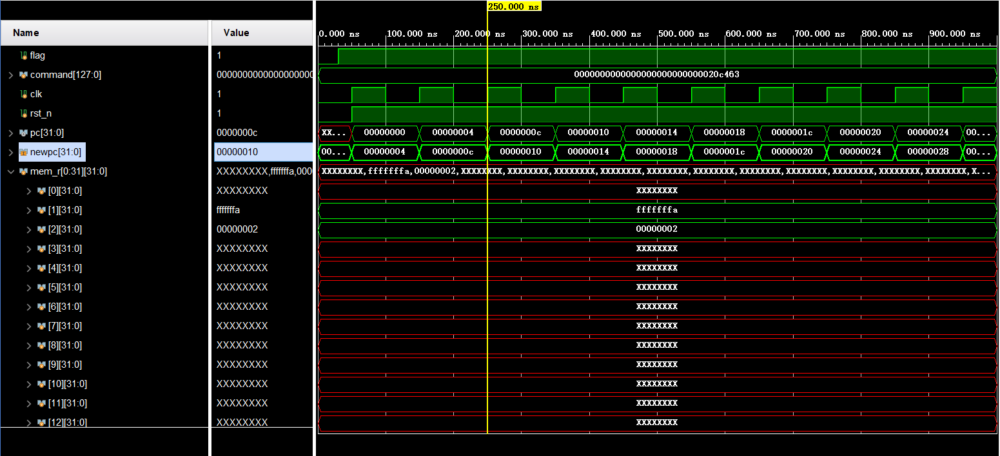 250.000 ns
Name Value 0.000 ns 100.000 ns 200.000 ns 300.000 ns 400.000 ns 500.000 ns 600.000 ns 700.000 ns 800.000 ns 900.000 ns
flag 1
command[127:0] 0000000000000000000 0000000000000000000000000020c463
clk 1
rst_n 1
pc[31:0] 0000000c XX... 00000000 00000004 0000000c 00000010 00000014 00000018 0000001c 00000020 00000024 00...
newpc[31:0] 00000010 00... 00000004 0000000c 00000010 00000014 00000018 0000001c 00000020 00000024 00000028 00...
mem_r[0:31][31:0] XXXXXXXX,fffffffa,000 XXXXXXXX,fffffffa,00000002,XXXXXXXX,XXXXXXXX,XXXXXXXX,XXXXXXXX,XXXXXXXX,XXXXXXXX,XXXXXXXX,XXXXXXXX,XXXXXXXX,XXXXXXXX,XXXXXXXX,X...
[0][31:0] XXXXXXXX XXXXXXXX
[1][31:0] fffffffa fffffffa
[2][31:0] 00000002 00000002
[3][31:0] XXXXXXXX XXXXXXXX
[4][31:0] XXXXXXXX XXXXXXXX
[5][31:0] XXXXXXXX XXXXXXXX
[6][31:0] XXXXXXXX XXXXXXXX
[7][31:0] XXXXXXXX XXXXXXXX
[8][31:0] XXXXXXXX XXXXXXXX
[9][31:0] XXXXXXXX XXXXXXXX
[10][31:0] XXXXXXXX XXXXXXXX
[11][31:0] XXXXXXXX XXXXXXXX
[12][31:0] XXXXXXXX XXXXXXXX